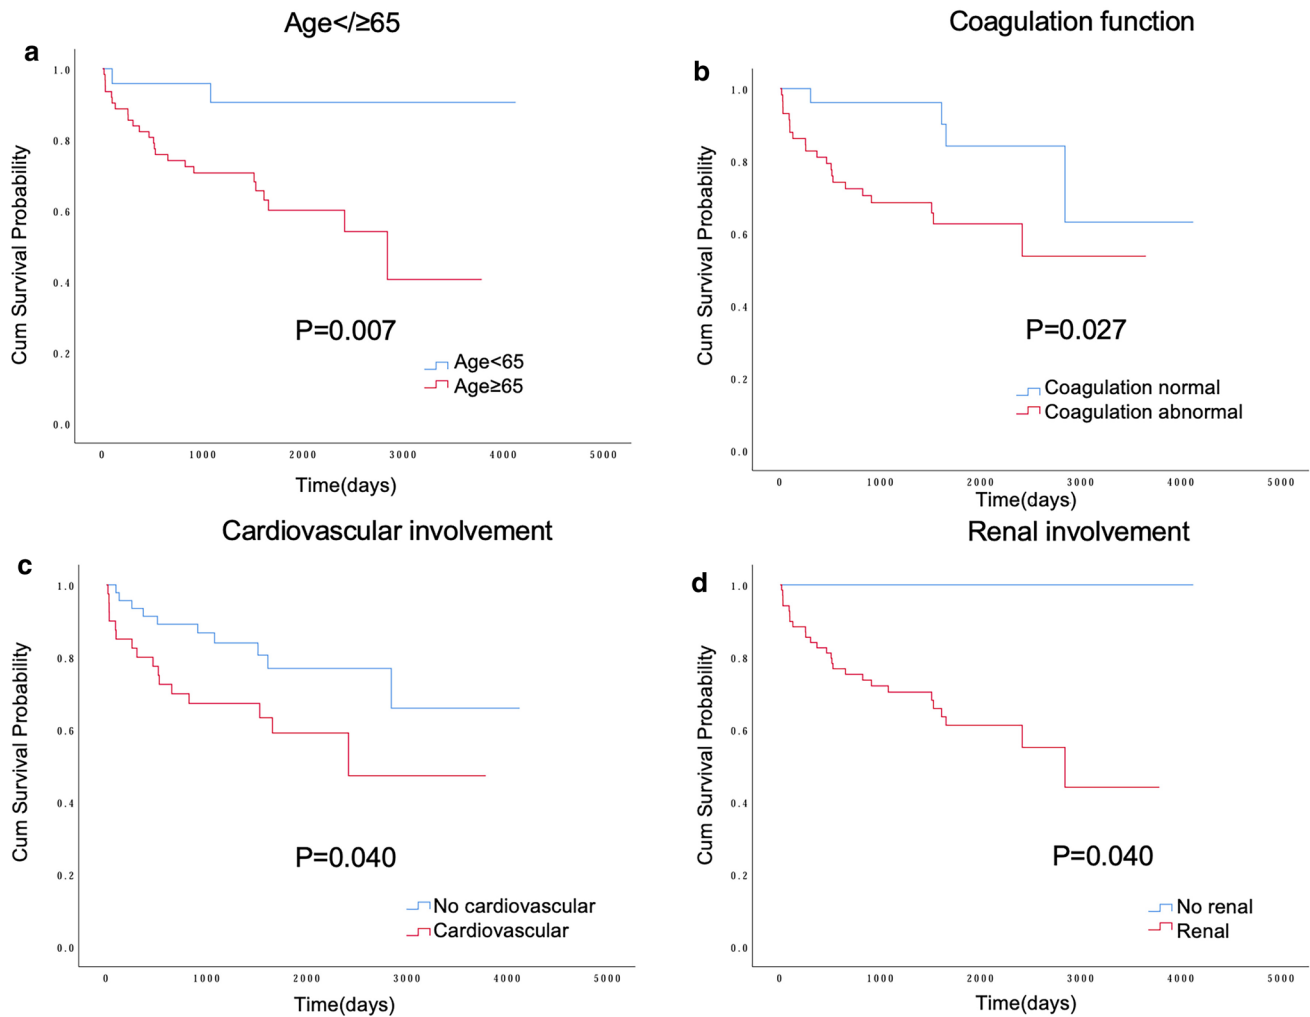 Age</≥65
a
Cum Survival Probability
1.0
0.8
0.6
0.4
0.2
0.0
P=0.007
Age<65
Age≥65
0 1000 2000 3000 4000 5000
Time(days)
Coagulation function
b
Cum Survival Probability
1.0
0.8
0.6
0.4
0.2
0.0
P=0.027
Coagulation normal
Coagulation abnormal
0 1000 2000 3000 4000 5000
Time(days)
Cardiovascular involvement
c
Cum Survival Probability
1.0
0.8
0.6
0.4
0.2
0.0
P=0.040
No cardiovascular
Cardiovascular
0 1000 2000 3000 4000 5000
Time(days)
Renal involvement
d
Cum Survival Probability
1.0
0.8
0.6
0.4
0.2
0.0
P=0.040
No renal
Renal
0 1000 2000 3000 4000 5000
Time(days)